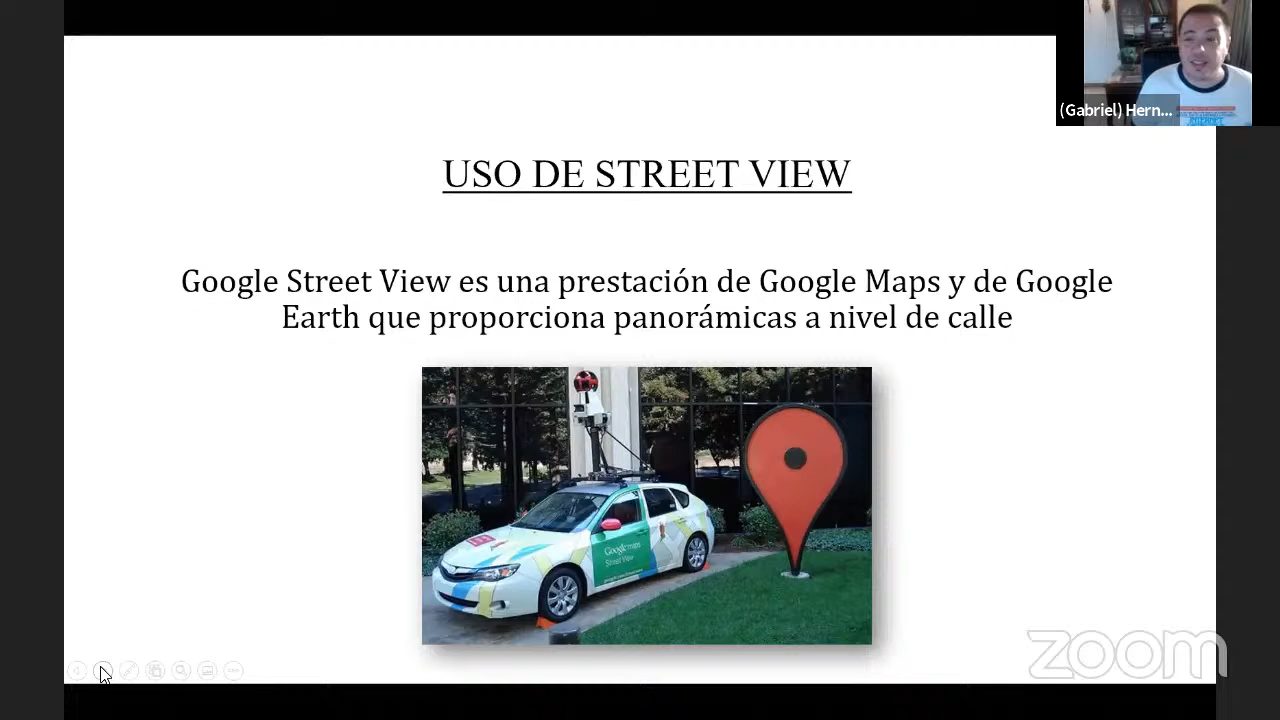 (Gabriel) Hern...
USO DE STREET VIEW
Google Street View es una prestación de Google Maps y de Google
Earth que proporciona panorámicas a nivel de calle
Google maps
Street View
zoom